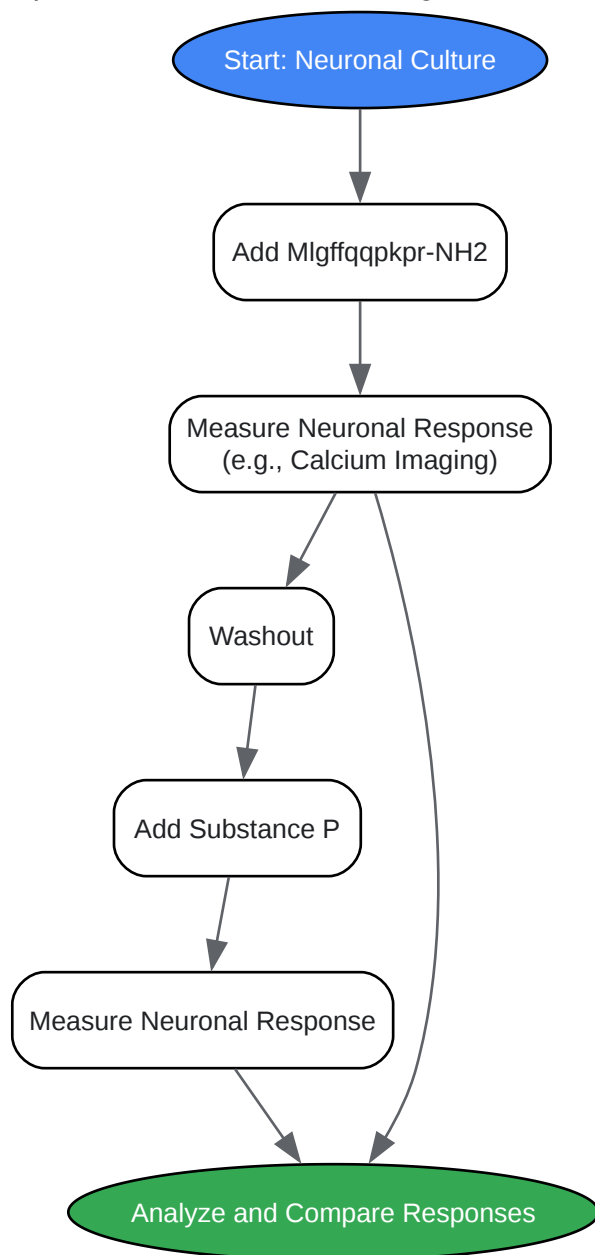 Start: Neuronal Culture
Add Mlgffqqpkpr-NH2
Measure Neuronal Response
(e.g., Calcium Imaging)
Washout
Add Substance P
Measure Neuronal Response
Analyze and Compare Responses